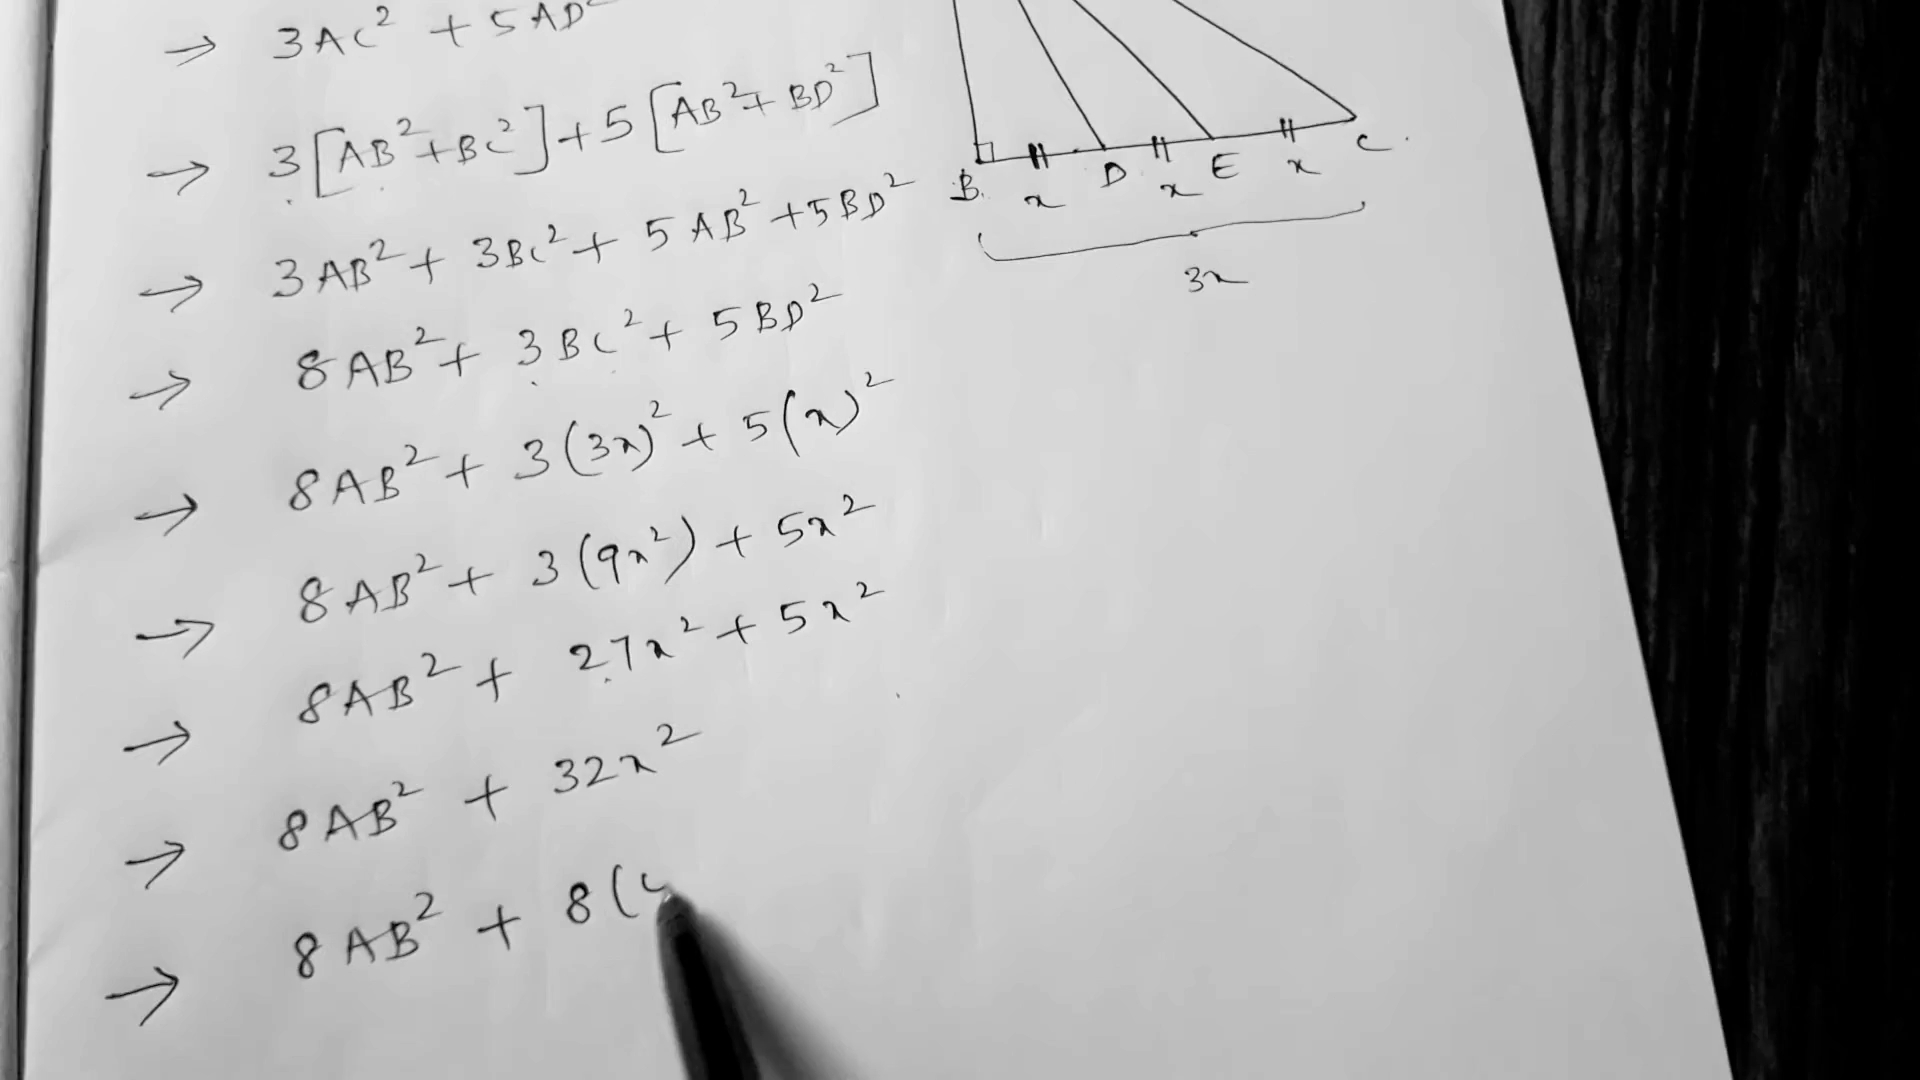 → 3AC² + 5AD²
→ 3[AB²+BC²]+5[AB²+BD²]
→ 3AB²+ 3BC²+ 5AB²+5BD²
→ 8AB²+ 3BC²+ 5BD²
→ 8AB²+ 3(3x)²+ 5(x)²
→ 8AB²+ 3(9x²) + 5x²
→ 8AB²+ 27x²+ 5x²
→ 8AB² + 32x²
→ 8AB² + 8(
B D E C
x x x
3x